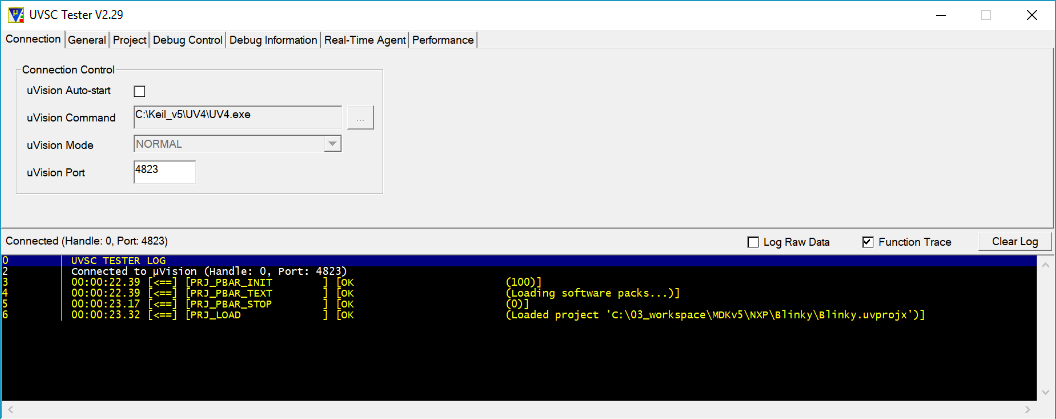 UVSC Tester V2.29
Connection General Project Debug Control Debug Information Real-Time Agent Performance
Connection Control
uVision Auto-start
uVision Command C:\Keil_v5\UV4\UV4.exe ...
uVision Mode NORMAL
uVision Port 4823
Connected (Handle: 0, Port: 4823) Log Raw Data Function Trace Clear Log
0 UVSC TESTER LOG
2 Connected to µVision (Handle: 0, Port: 4823)
3 00:00:22.39 [<==] [PRJ_PBAR_INIT ] [OK (100)]
4 00:00:22.39 [<==] [PRJ_PBAR_TEXT ] [OK (Loading software packs...)]
5 00:00:23.17 [<==] [PRJ_PBAR_STOP ] [OK (0)]
6 00:00:23.32 [<==] [PRJ_LOAD ] [OK (Loaded project 'C:\03_workspace\MDKv5\NXP\Blinky\Blinky.uvprojx')]